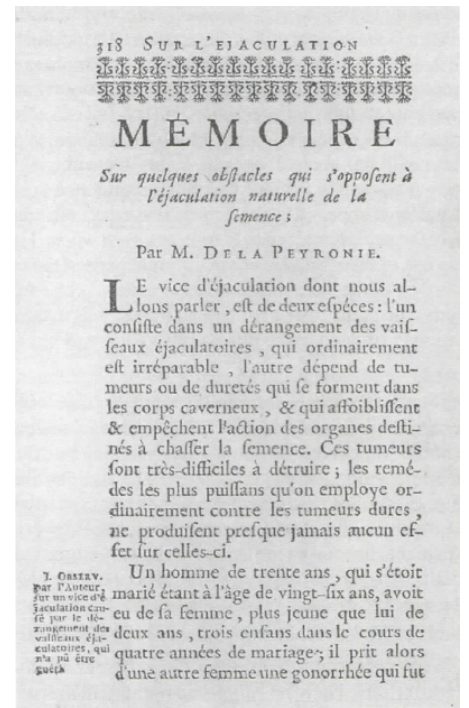 318 SUR L'EJACULATION
MÉMOIRE
Sur quelques obſtacles qui s'oppoſent à
l'éjaculation naturelle de la
ſemence ;
Par M. DE LA PEYRONIE.
LE vice d'éjaculation dont nous al-
lons parler , eſt de deux eſpéces : l'un
conſiſte dans un dérangement des vaiſ-
ſeaux éjaculatoires , qui ordinairement
eſt irréparable , l'autre dépend de tu-
meurs ou de duretés qui ſe forment dans
les corps caverneux , & qui affoibliſſent
& empêchent l'action des organes deſti-
nés à chaſſer la ſemence. Ces tumeurs
ſont très-difficiles à détruire ; les remé-
des les plus puiſſans qu'on employe or-
dinairement contre les tumeurs dures ,
ne produiſent preſque jamais aucun ef-
fet ſur celles-ci.
I. OBSERV.
par l'Auteur,
ſur un vice d'é
jaculation cau-
ſé par le dé-
rangement des
vaiſſeaux éja-
culatoires, qui
n'a pû être
guéri.
Un homme de trente ans , qui s'étoit
marié étant à l'âge de vingt-ſix ans, avoit
eu de ſa femme , plus jeune que lui de
deux ans , trois enfans dans le cours de
quatre années de mariage ; il prit alors
d'une autre femme une gonorrhée qui fut